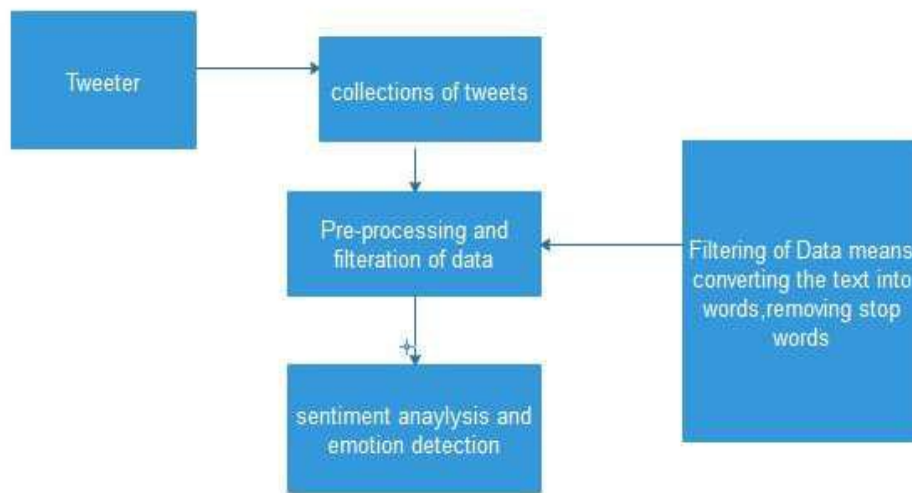 Tweeter
collections of tweets
Pre-processing and
filteration of data
Filtering of Data means
converting the text into
words,removing stop
words
sentiment anaylysis and
emotion detection